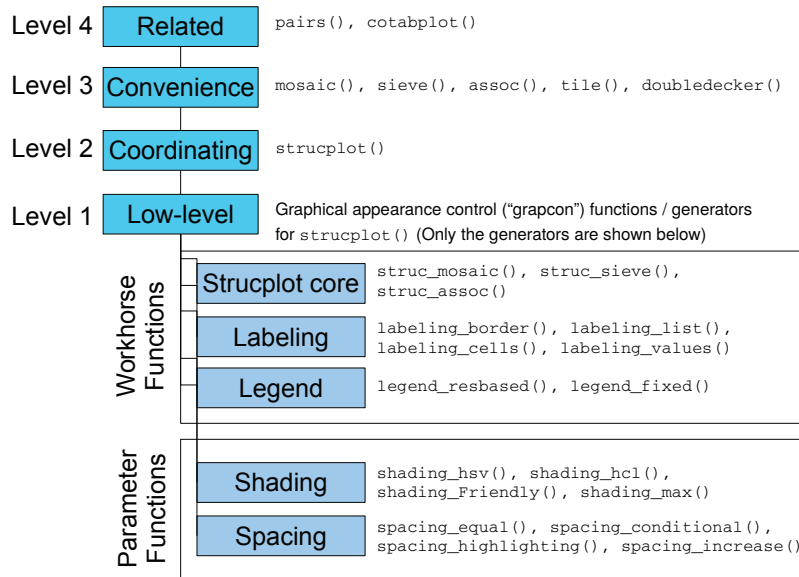 Level 4 Related pairs(), cotabplot()
Level 3 Convenience mosaic(), sieve(), assoc(), tile(), doubledecker()
Level 2 Coordinating strucplot()
Level 1 Low-level Graphical appearance control (“grapcon”) functions / generators
for strucplot() (Only the generators are shown below)
Workhorse
Functions
Strucplot core struc_mosaic(), struc_sieve(),
struc_assoc()
Labeling labeling_border(), labeling_list(),
labeling_cells(), labeling_values()
Legend legend_resbased(), legend_fixed()
Parameter
Functions
Shading shading_hsv(), shading_hcl(),
shading_Friendly(), shading_max()
Spacing spacing_equal(), spacing_conditional(),
spacing_highlighting(), spacing_increase()